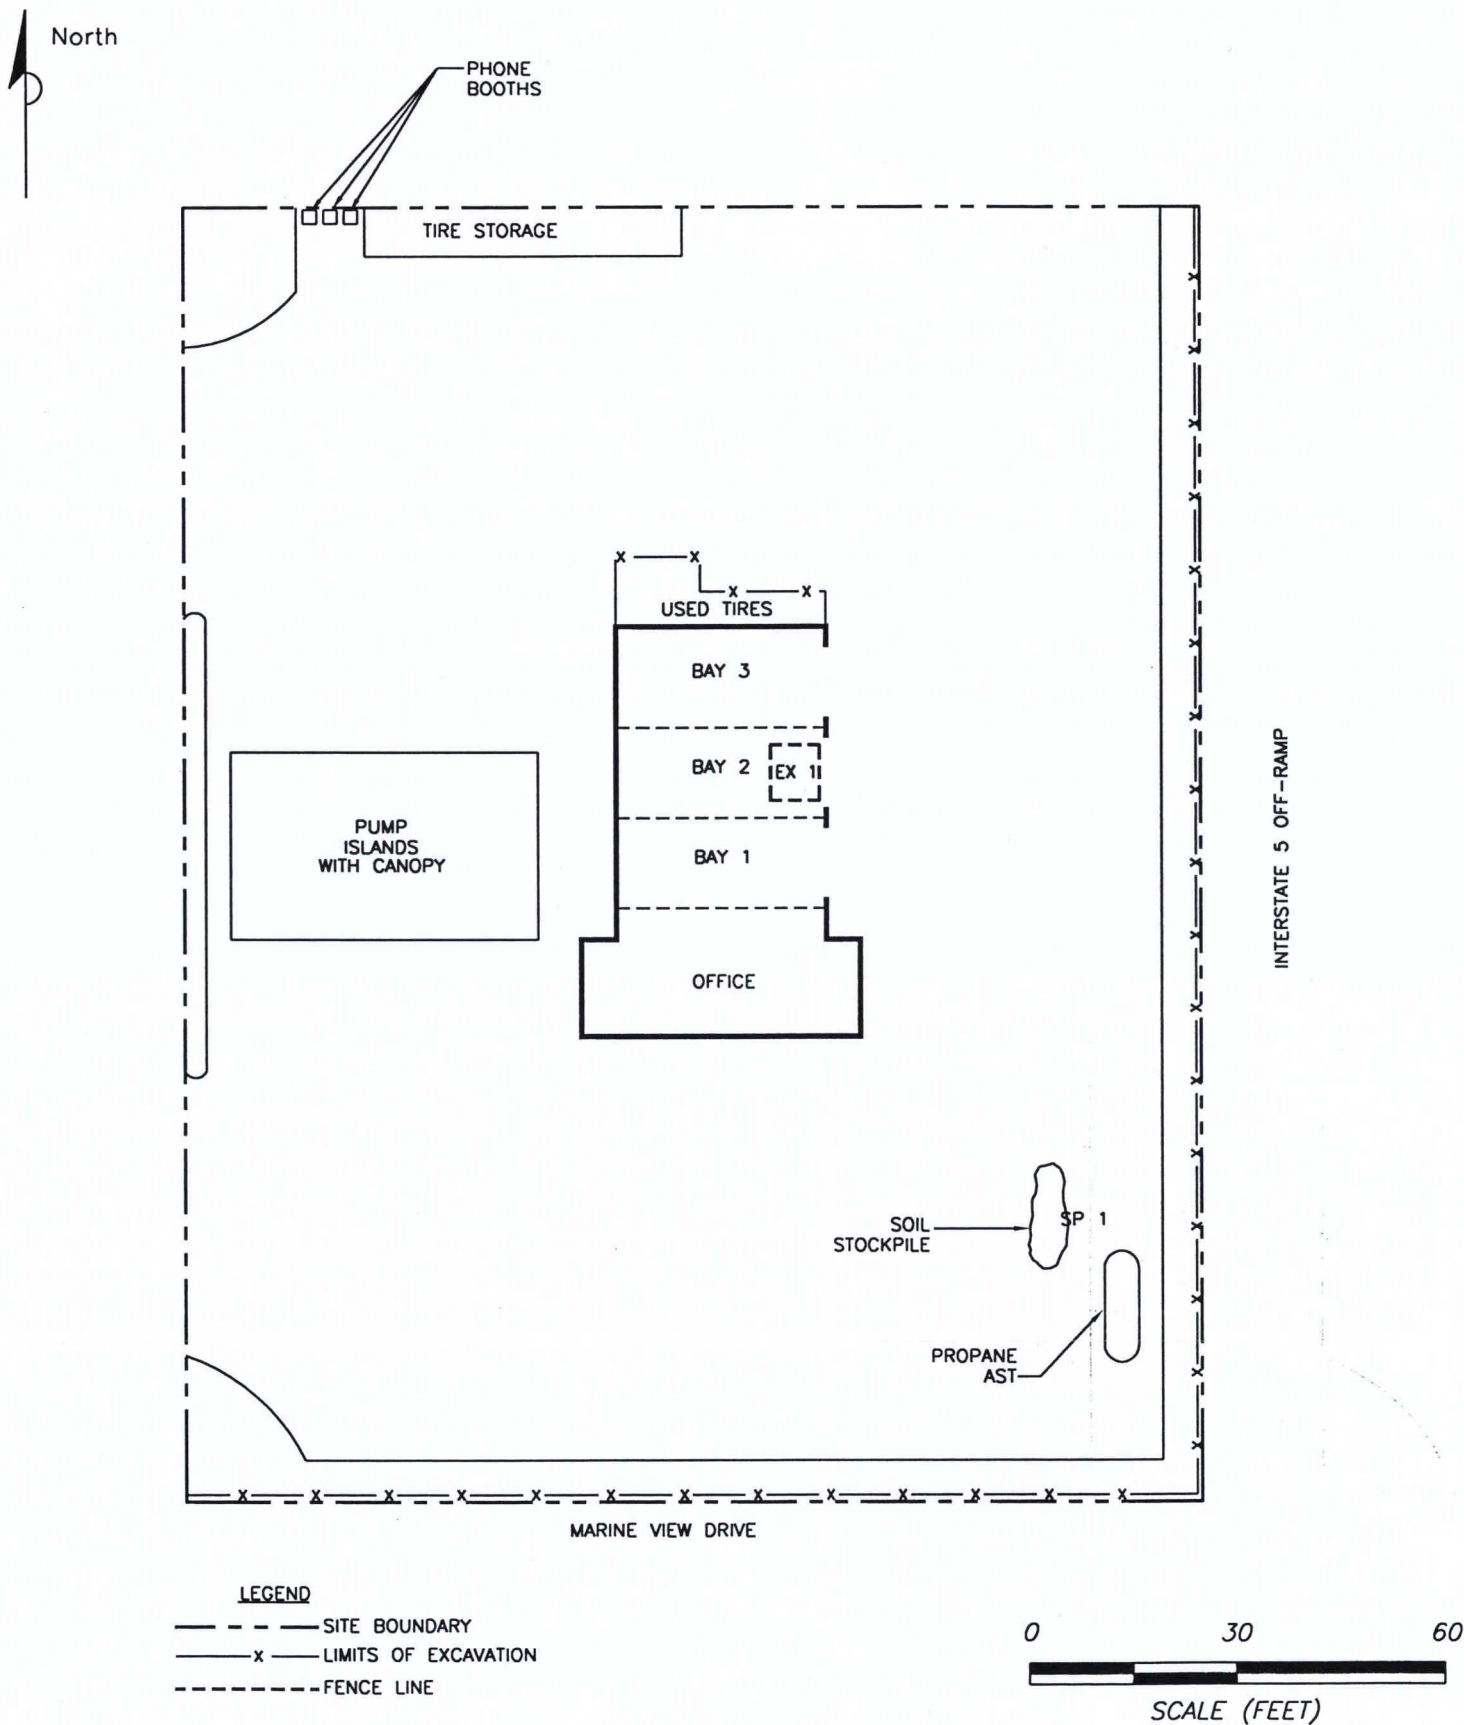 North
PHONE
BOOTHS
TIRE STORAGE
USED TIRES
BAY 3
BAY 2
EX 1
BAY 1
PUMP
ISLANDS
WITH CANOPY
OFFICE
INTERSTATE 5 OFF-RAMP
SP 1
SOIL
STOCKPILE
PROPANE
AST
MARINE VIEW DRIVE
LEGEND
SITE BOUNDARY
x LIMITS OF EXCAVATION
FENCE LINE
0 30 60
SCALE (FEET)